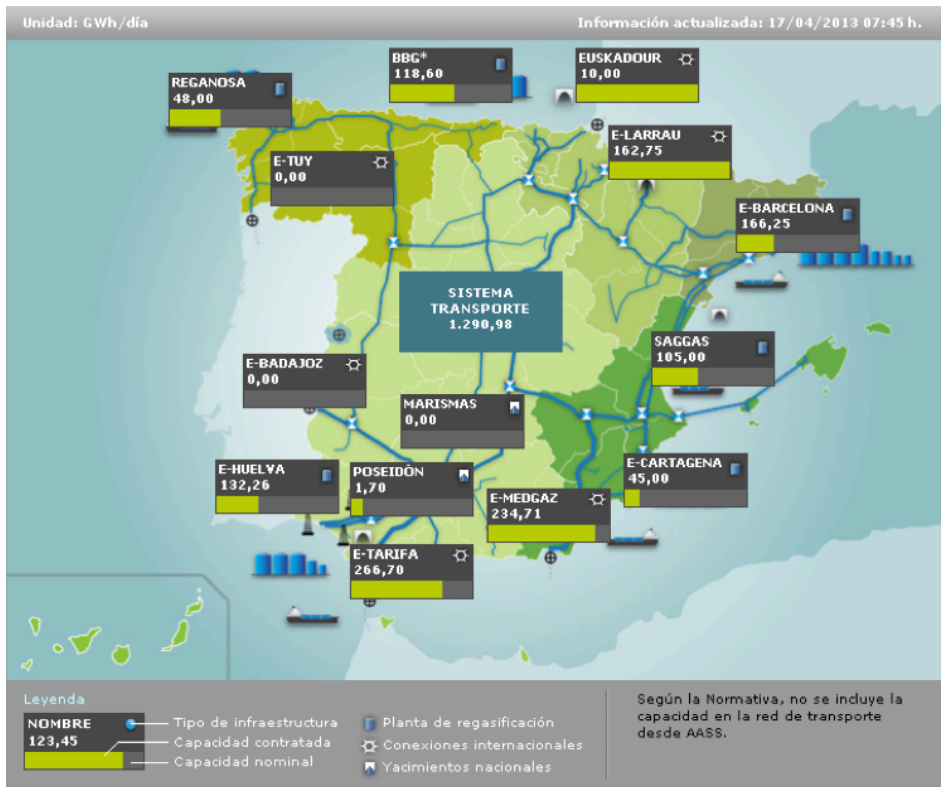 Unidad: GWh/día
Información actualizada: 17/04/2013 07:45 h.
BBG*
118,60
EUSKADOUR
10,00
REGANOSA
48,00
E-LARRAU
162,75
E-TUY
0,00
E-BARCELONA
166,25
SISTEMA
TRANSPORTE
1.290,98
SAGGAS
105,00
E-BADAJOZ
0,00
MARISMAS
0,00
E-HUELVA
132,26
POSEIDÓN
1,70
E-CARTAGENA
45,00
E-MEDGAZ
234,71
E-TARIFA
266,70
Leyenda
NOMBRE
123,45
Tipo de infraestructura
Capacidad contratada
Capacidad nominal
Planta de regasificación
Conexiones internacionales
Yacimientos nacionales
Según la Normativa, no se incluye la
capacidad en la red de transporte
desde AASS.